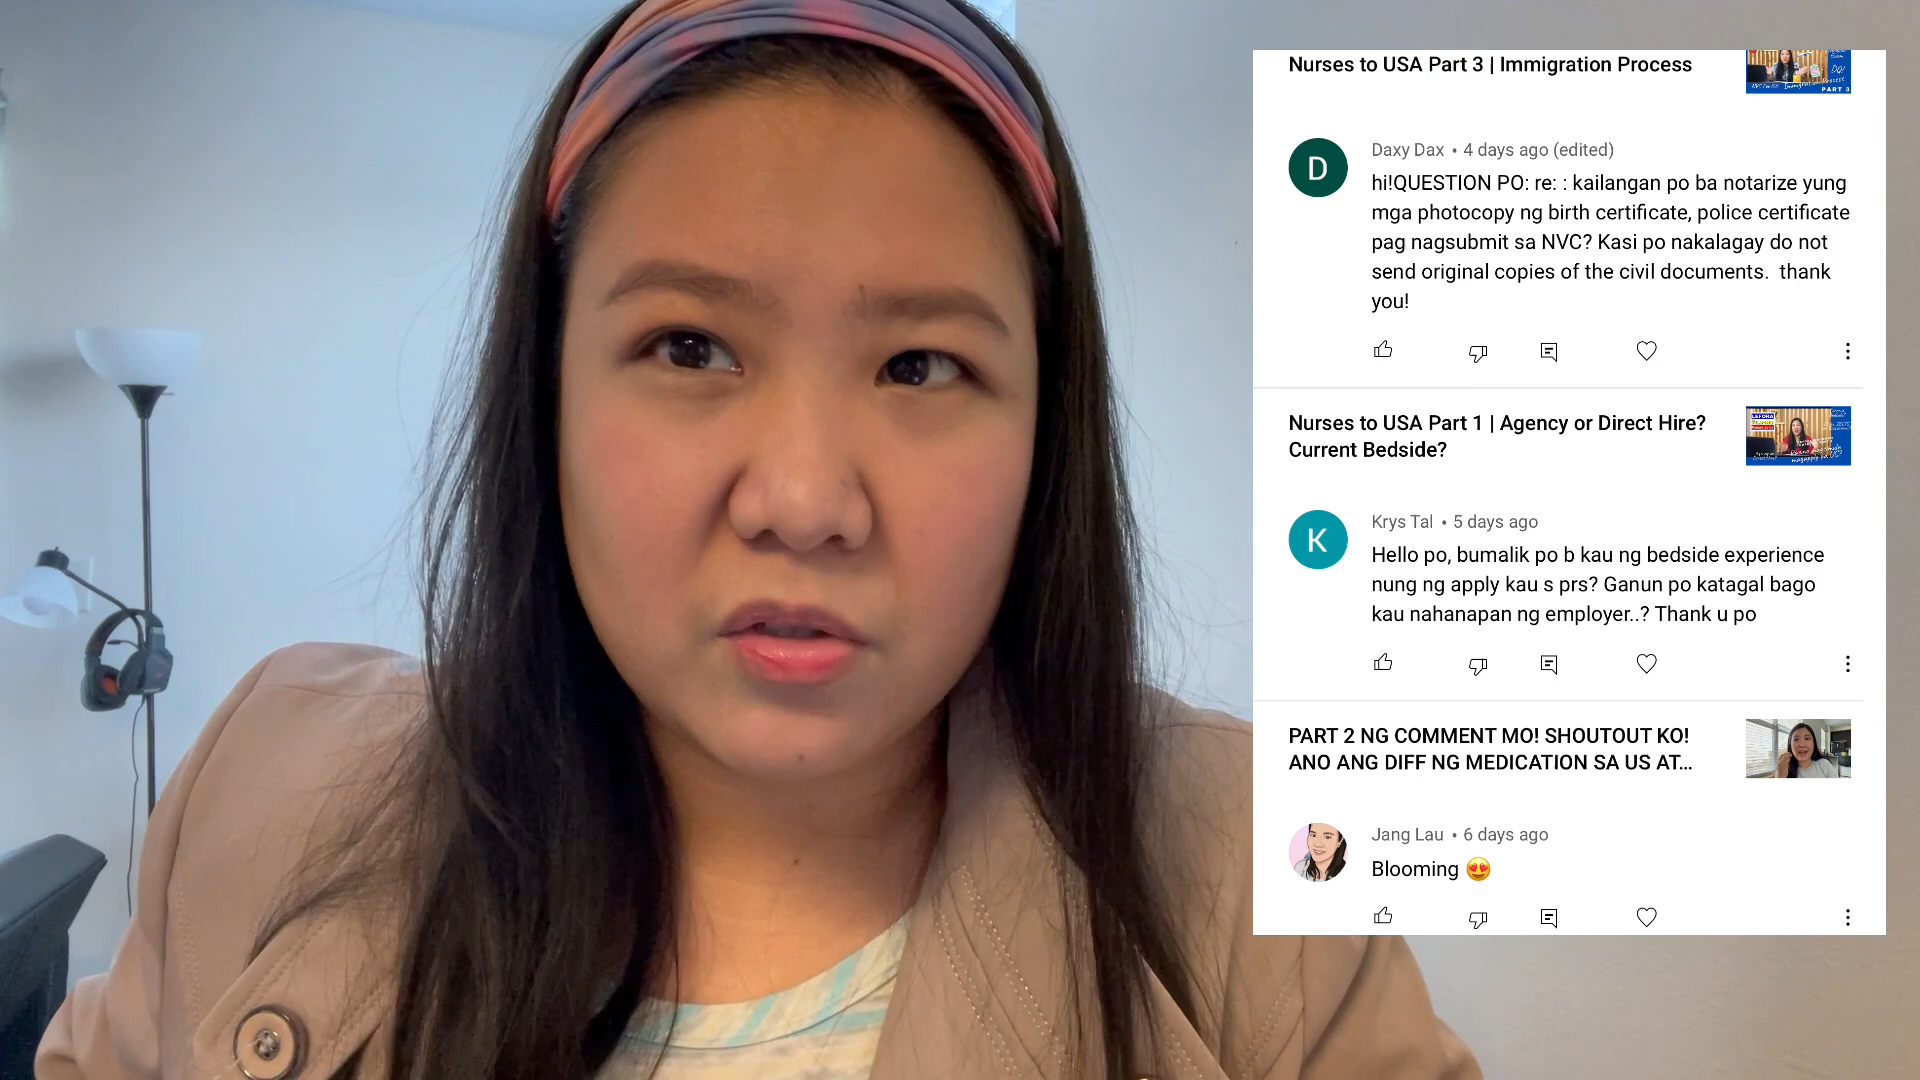 Nurses to USA Part 3 | Immigration Process
PART 3
D
Daxy Dax • 4 days ago (edited)
hi!QUESTION PO: re: : kailangan po ba notarize yung
mga photocopy ng birth certificate, police certificate
pag nagsubmit sa NVC? Kasi po nakalagay do not
send original copies of the civil documents.  thank
you!
Nurses to USA Part 1 | Agency or Direct Hire?
Current Bedside?
K
Krys Tal • 5 days ago
Hello po, bumalik po b kau ng bedside experience
nung ng apply kau s prs? Ganun po katagal bago
kau nahanapan ng employer..? Thank u po
PART 2 NG COMMENT MO! SHOUTOUT KO!
ANO ANG DIFF NG MEDICATION SA US AT...
Jang Lau • 6 days ago
Blooming 😍